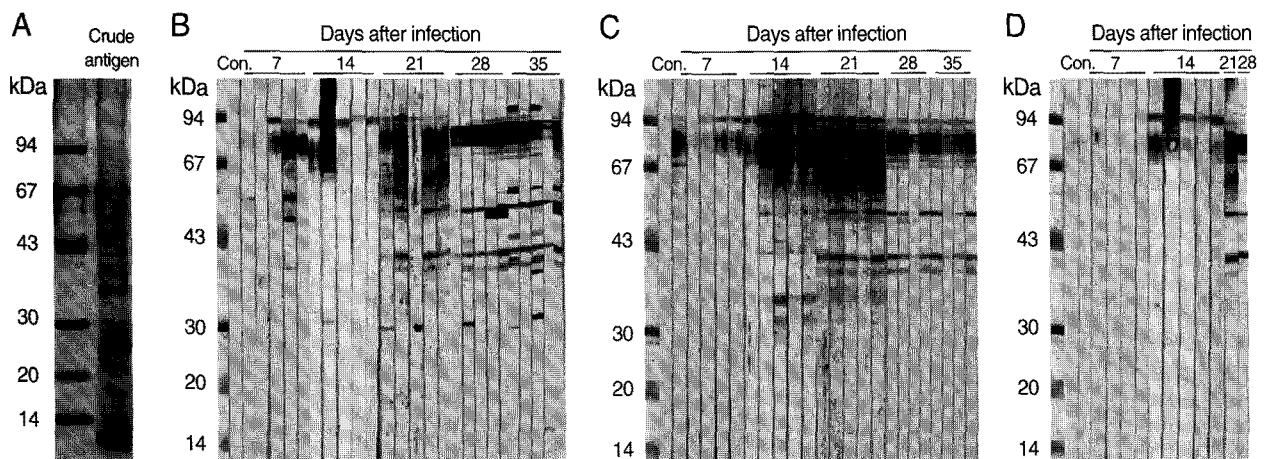 A
Crude
antigen
kDa
94
67
43
30
20
14
B
Days after infection
Con. 7 14 21 28 35
kDa
94
67
43
30
20
14
C
Days after infection
Con. 7 14 21 28 35
kDa
94
67
43
30
20
14
D
Days after infection
Con. 7 14 2128
kDa
94
67
43
30
20
14